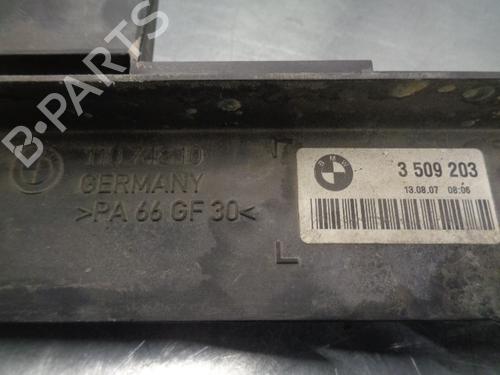 B-PARTS
GERMANY
>PA 66 GF 30<
L
BMW
3 509 203
13.08.07 08:06